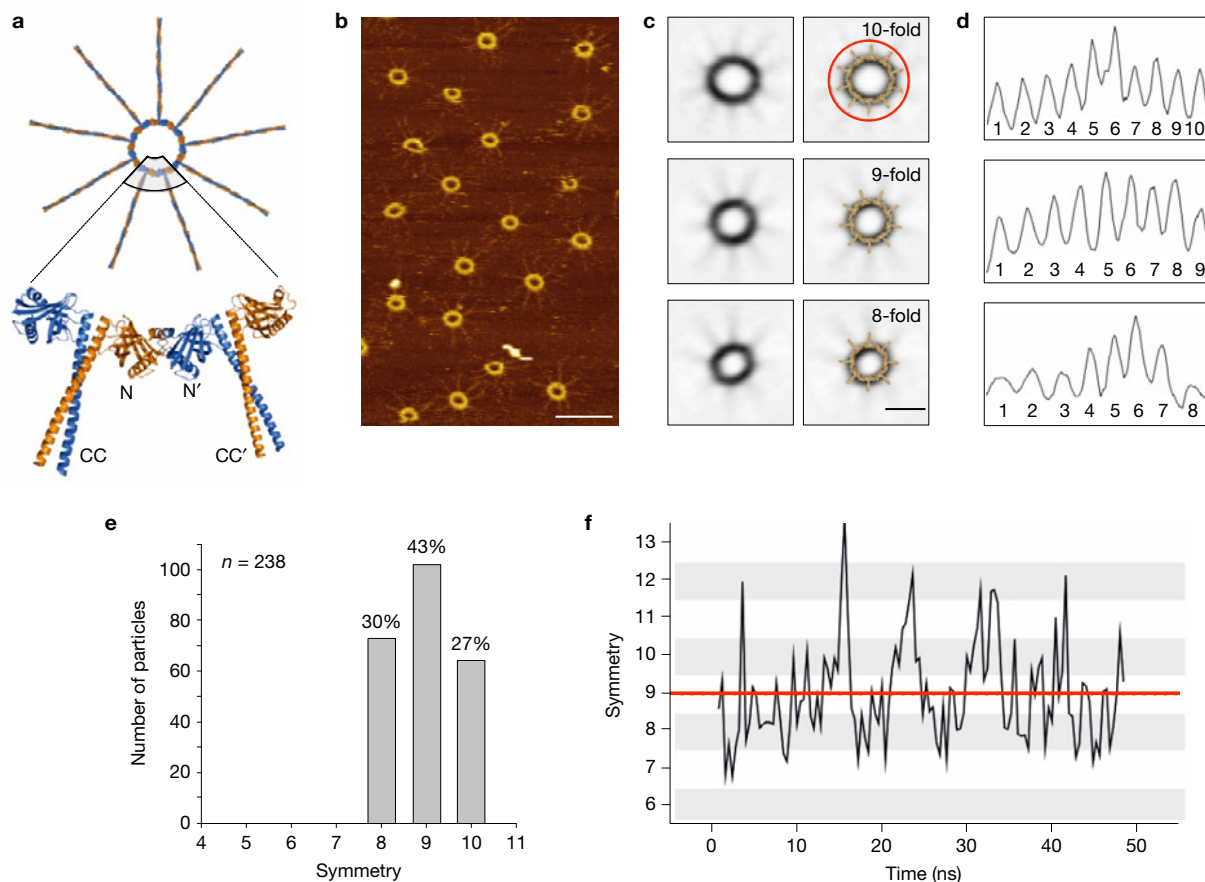 a
b
c
d
10-fold
9-fold
8-fold
N
N′
CC
CC′
1 2 3 4 5 6 7 8 9 10
1 2 3 4 5 6 7 8 9
1 2 3 4 5 6 7 8
e
n = 238
43%
30%
27%
100
80
60
40
20
0
4 5 6 7 8 9 10 11
Number of particles
Symmetry
f
13
12
11
10
9
8
7
6
Symmetry
0 10 20 30 40 50
Time (ns)